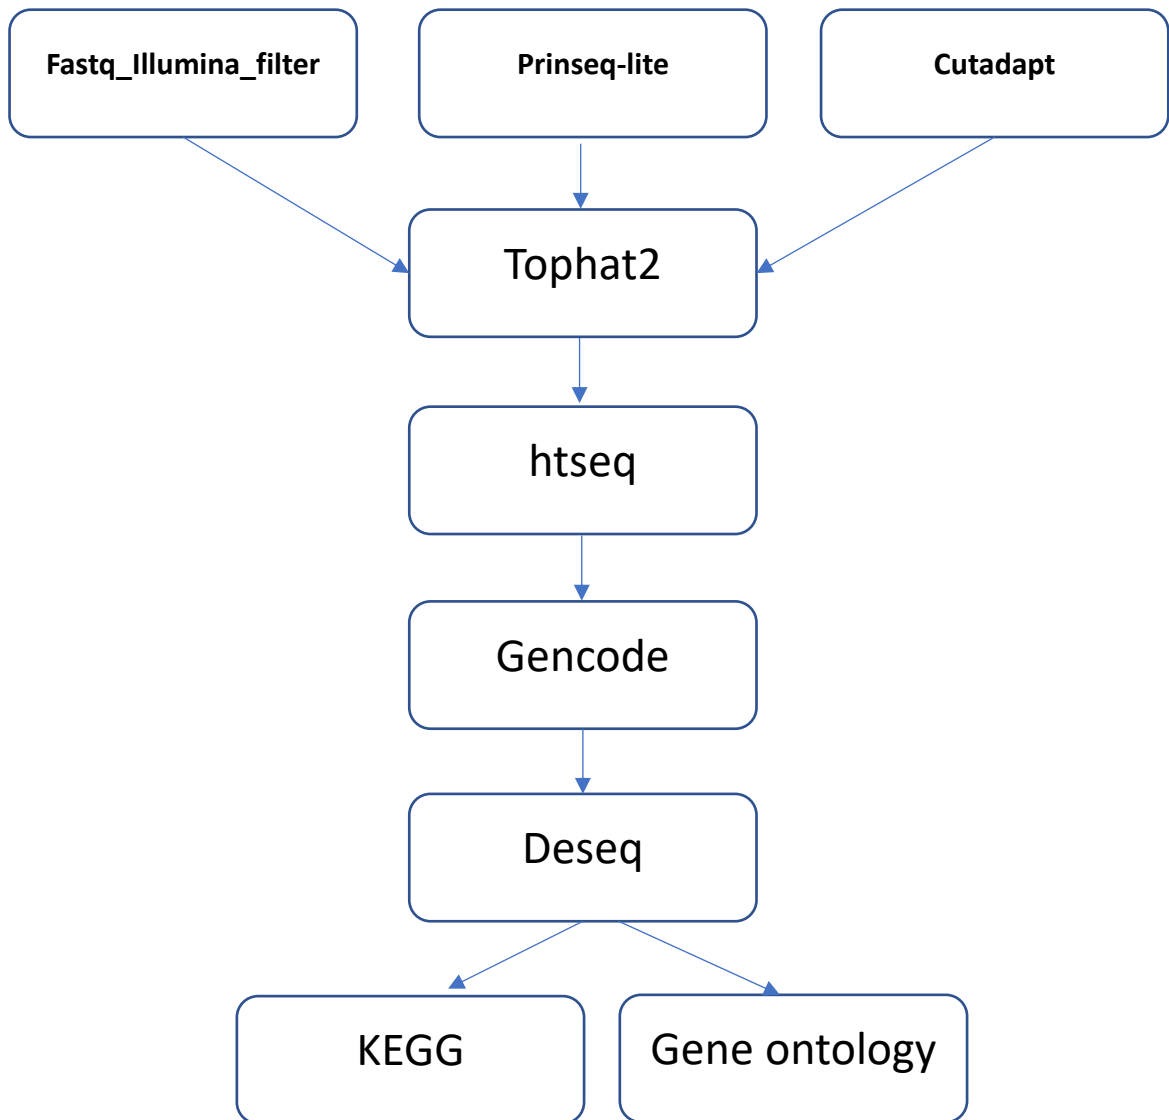 Fastq_Illumina_filter
Prinseq-lite
Cutadapt
Tophat2
htseq
Gencode
Deseq
KEGG
Gene ontology